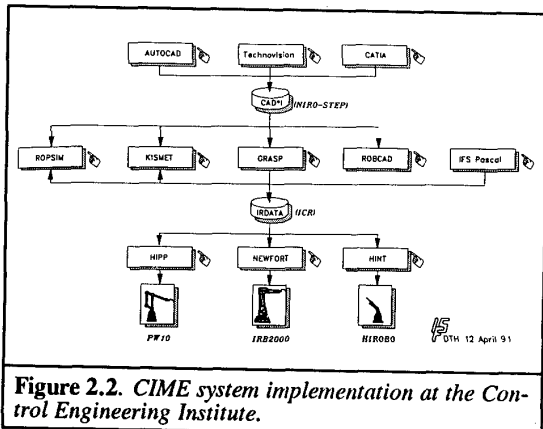 AUTOCAD
Technovision
CATIA
CAD*I
(NIRO-STEP)
ROPSIM
KISMET
GRASP
ROBCAD
IFS Pascal
IRDATA
(ICR)
HIPP
NEWFORT
HINT
PW10
IRB2000
HIROBO
IFS
DTH 12 April 91
Figure 2.2. CIME system implementation at the Con-
trol Engineering Institute.